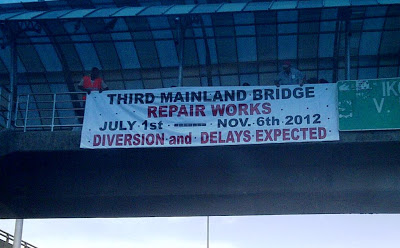 THIRD MAINLAND BRIDGE
REPAIR WORKS
JULY 1st ------- NOV. 6th 2012
DIVERSION and DELAYS EXPECTED